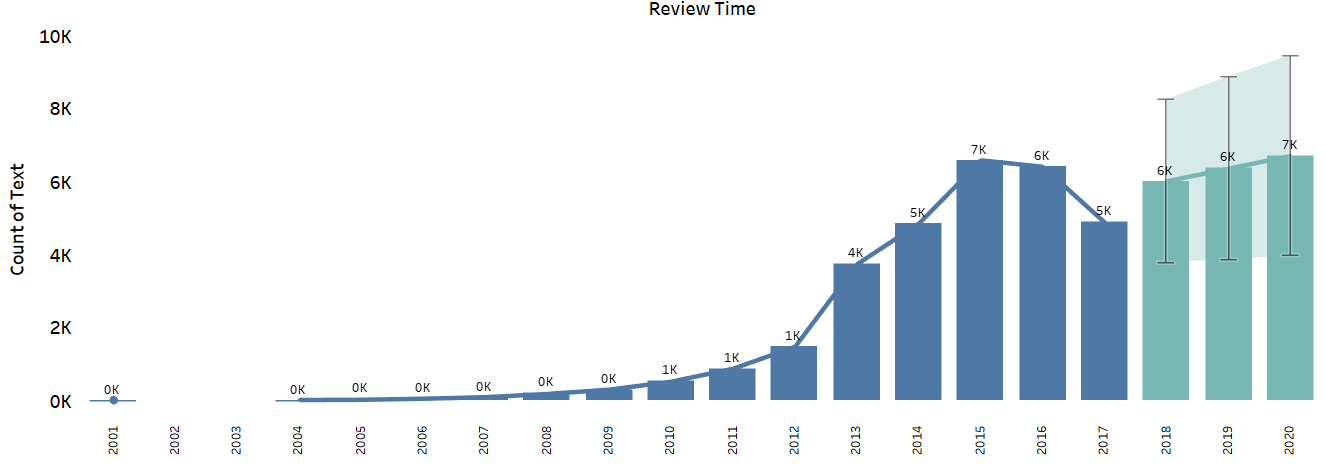 Review Time
10K
8K
6K
4K
2K
0K
Count of Text
0K
0K
0K
0K
0K
0K
0K
1K
1K
1K
4K
5K
7K
6K
5K
6K
6K
7K
2001
2002
2003
2004
2005
2006
2007
2008
2009
2010
2011
2012
2013
2014
2015
2016
2017
2018
2019
2020